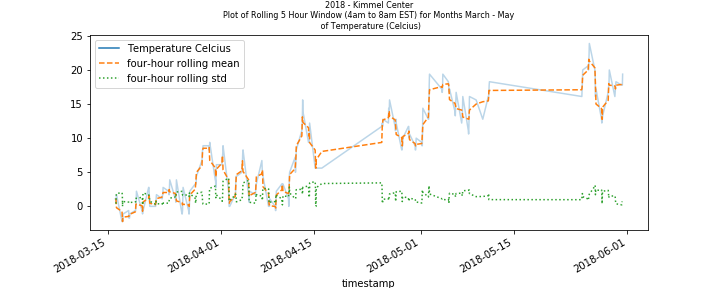 2018 - Kimmel Center
Plot of Rolling 5 Hour Window (4am to 8am EST) for Months March - May
of Temperature (Celcius)
Temperature Celcius
four-hour rolling mean
four-hour rolling std
25
20
15
10
5
0
2018-03-15
2018-04-01
2018-04-15
2018-05-01
2018-05-15
2018-06-01
timestamp